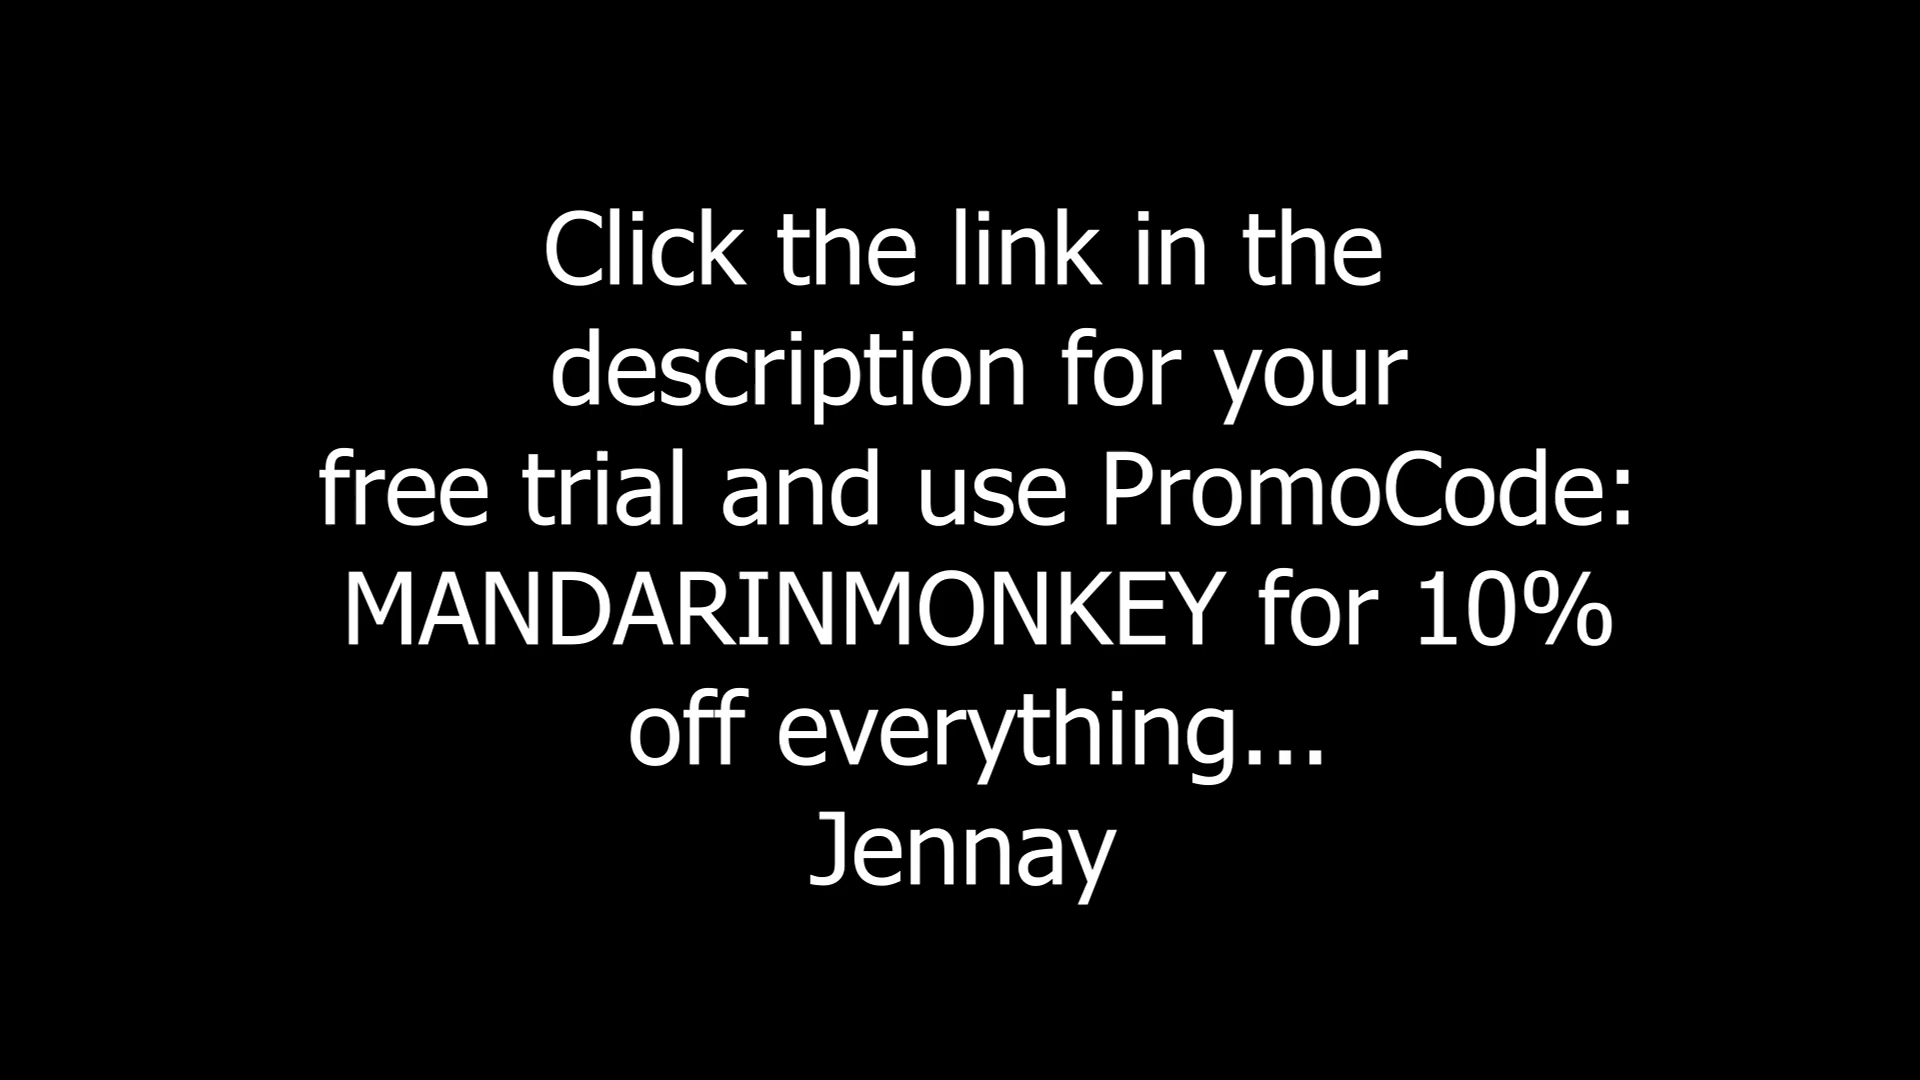 Click the link in the
description for your
free trial and use PromoCode:
MANDARINMONKEY for 10%
off everything...
Jennay